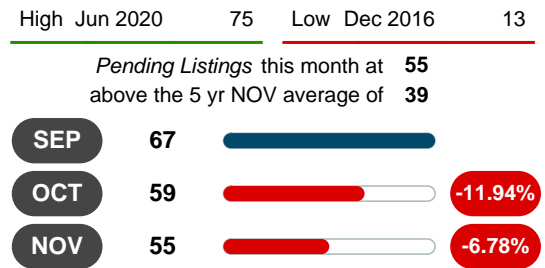 High Jun 2020 75 Low Dec 2016 13
Pending Listings this month at 55
above the 5 yr NOV average of 39
SEP 67
OCT 59 -11.94%
NOV 55 -6.78%